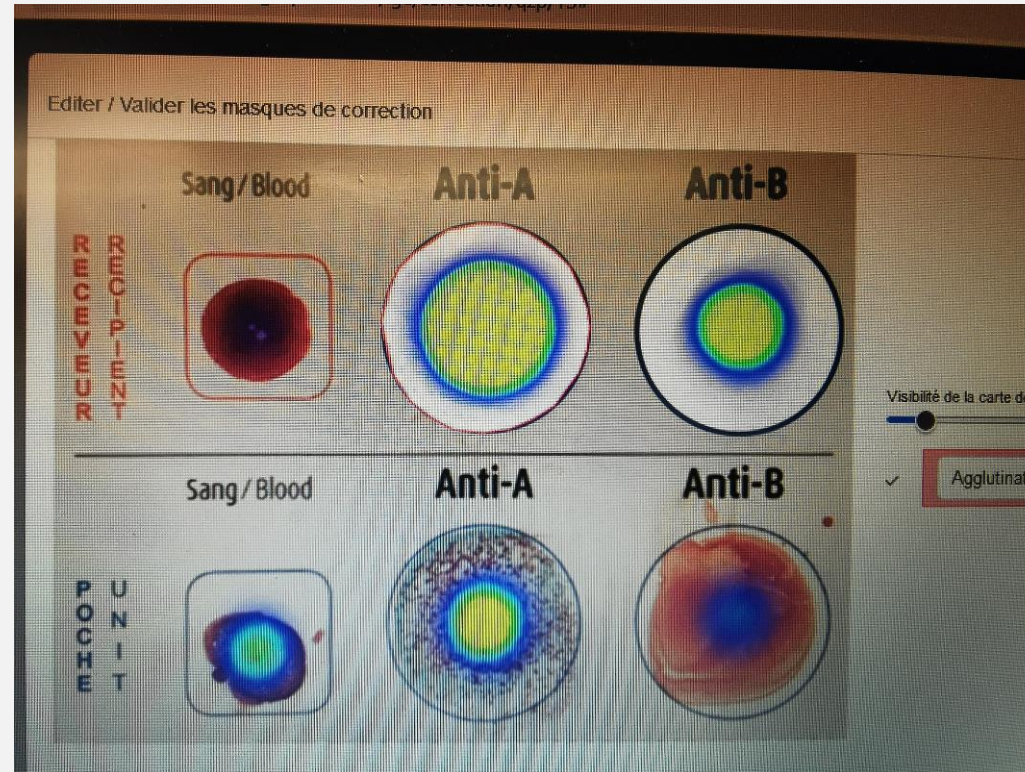 Editer / Valider les masques de correction
Sang / Blood
Anti-A
Anti-B
RECEVEUR
RECIPIENT
Visibilité de la carte
Sang / Blood
Anti-A
Anti-B
POCHE
UNIT